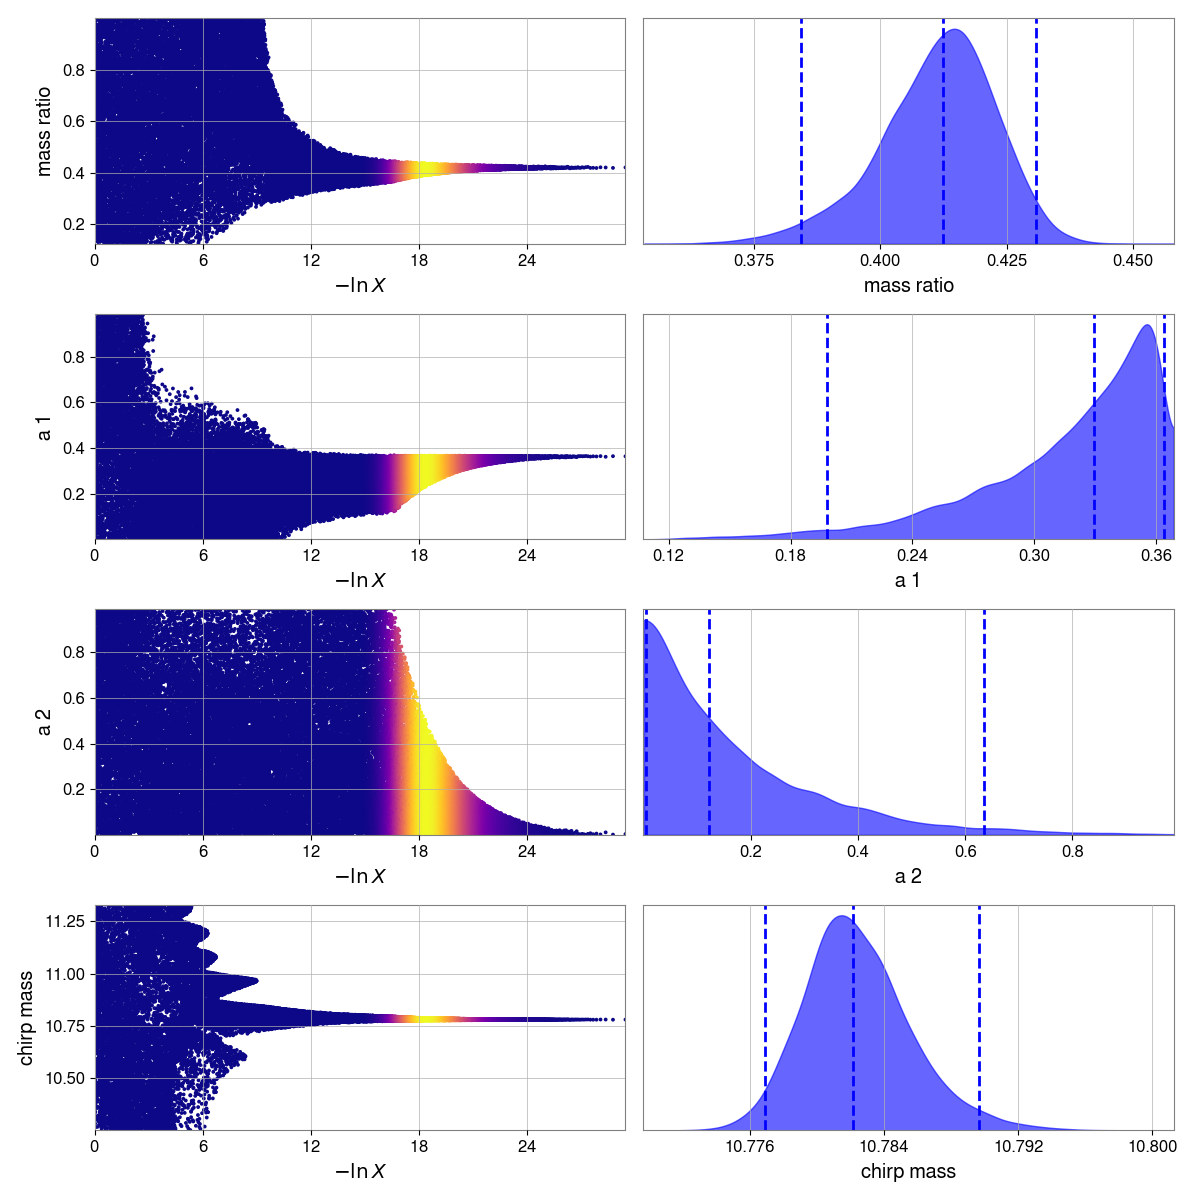 mass ratio
0.8
0.6
0.4
0.2
0 6 12 18 24
−ln X
0.375 0.400 0.425 0.450
mass ratio
a 1
0.8
0.6
0.4
0.2
0 6 12 18 24
−ln X
0.12 0.18 0.24 0.30 0.36
a 1
a 2
0.8
0.6
0.4
0.2
0 6 12 18 24
−ln X
0.2 0.4 0.6 0.8
a 2
chirp mass
11.25
11.00
10.75
10.50
0 6 12 18 24
−ln X
10.776 10.784 10.792 10.800
chirp mass